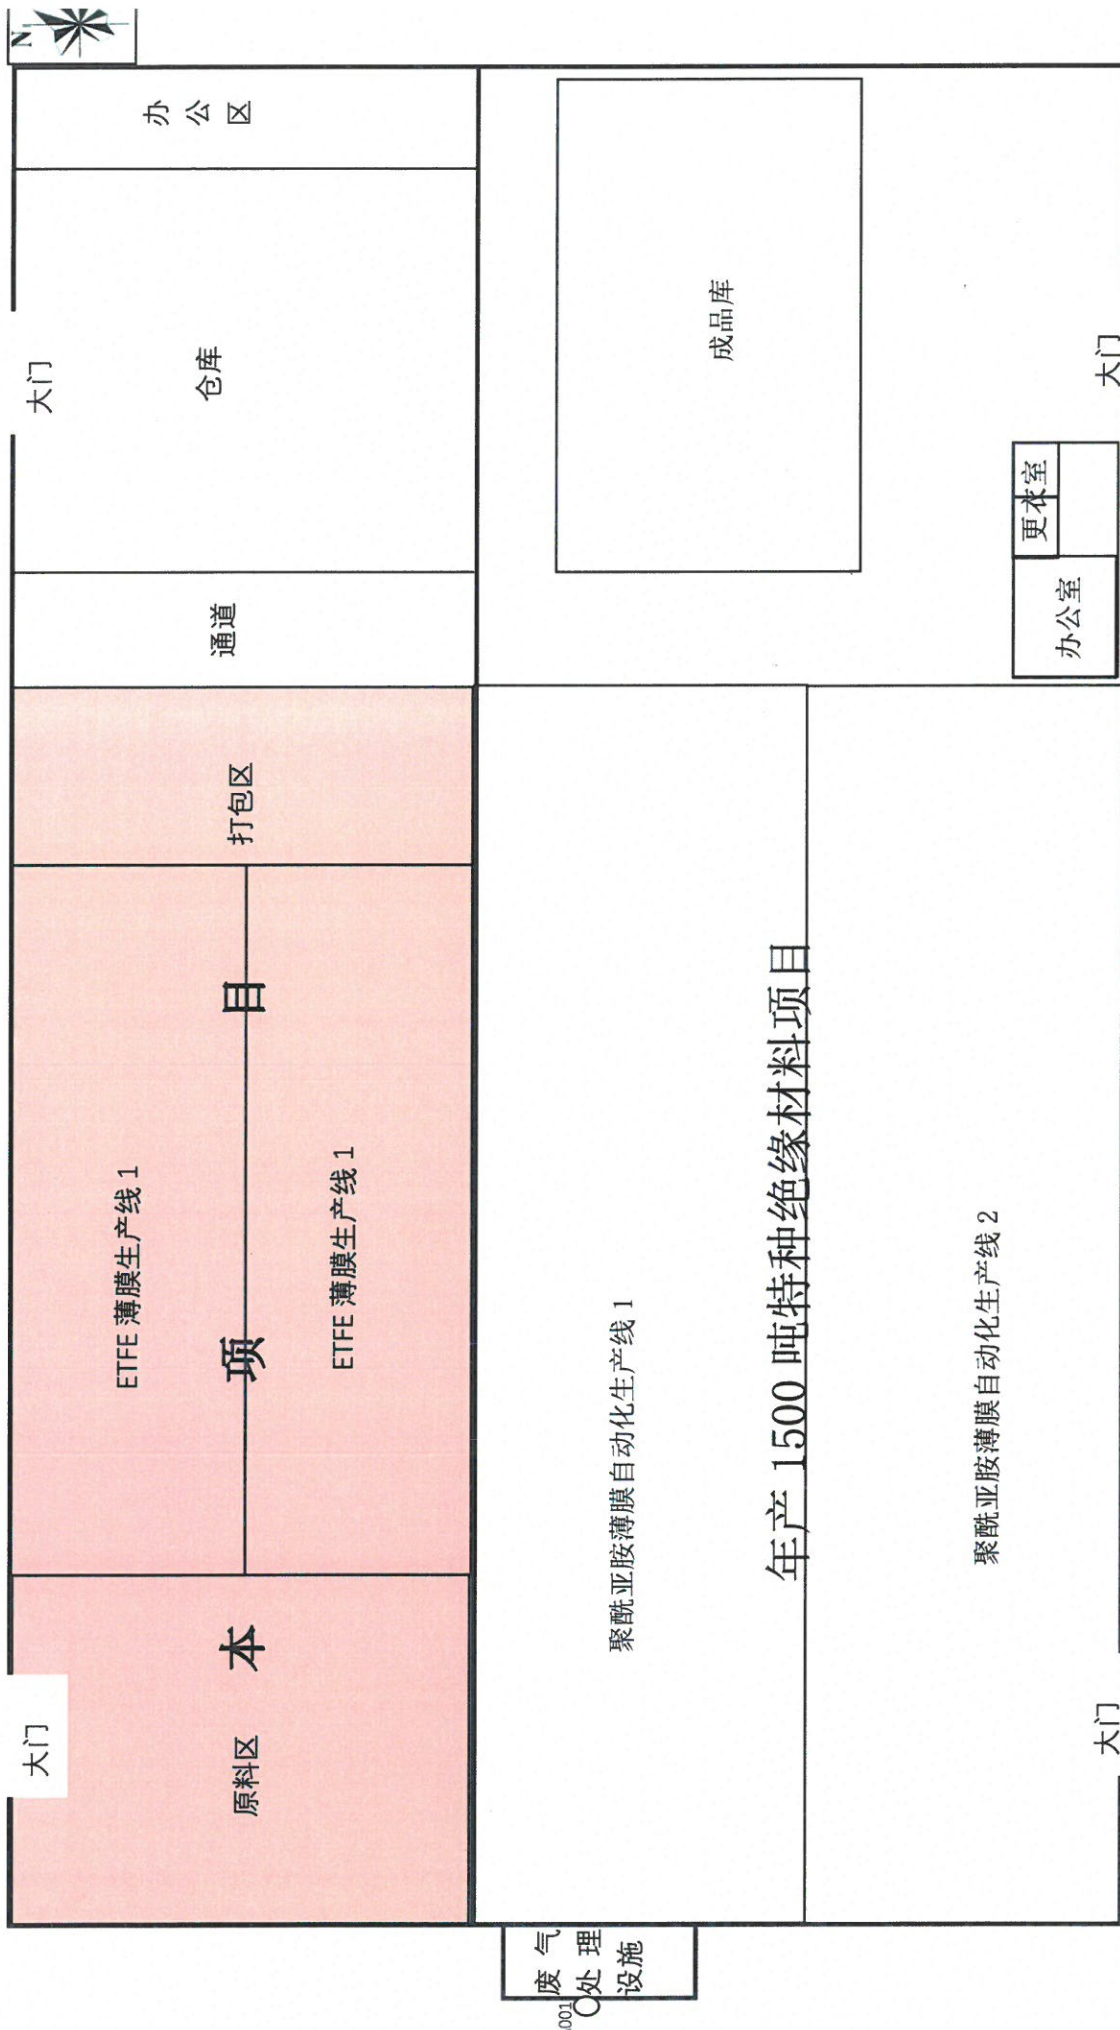 N
大门
大门
原料区
ETFE 薄膜生产线 1
ETFE 薄膜生产线 1
本项目
打包区
通道
仓库
办公区
聚酰亚胺薄膜自动化生产线 1
年产 1500 吨特种绝缘材料项目
聚酰亚胺薄膜自动化生产线 2
成品库
废气
处理
设施
001
办公室
更衣室
大门
大门